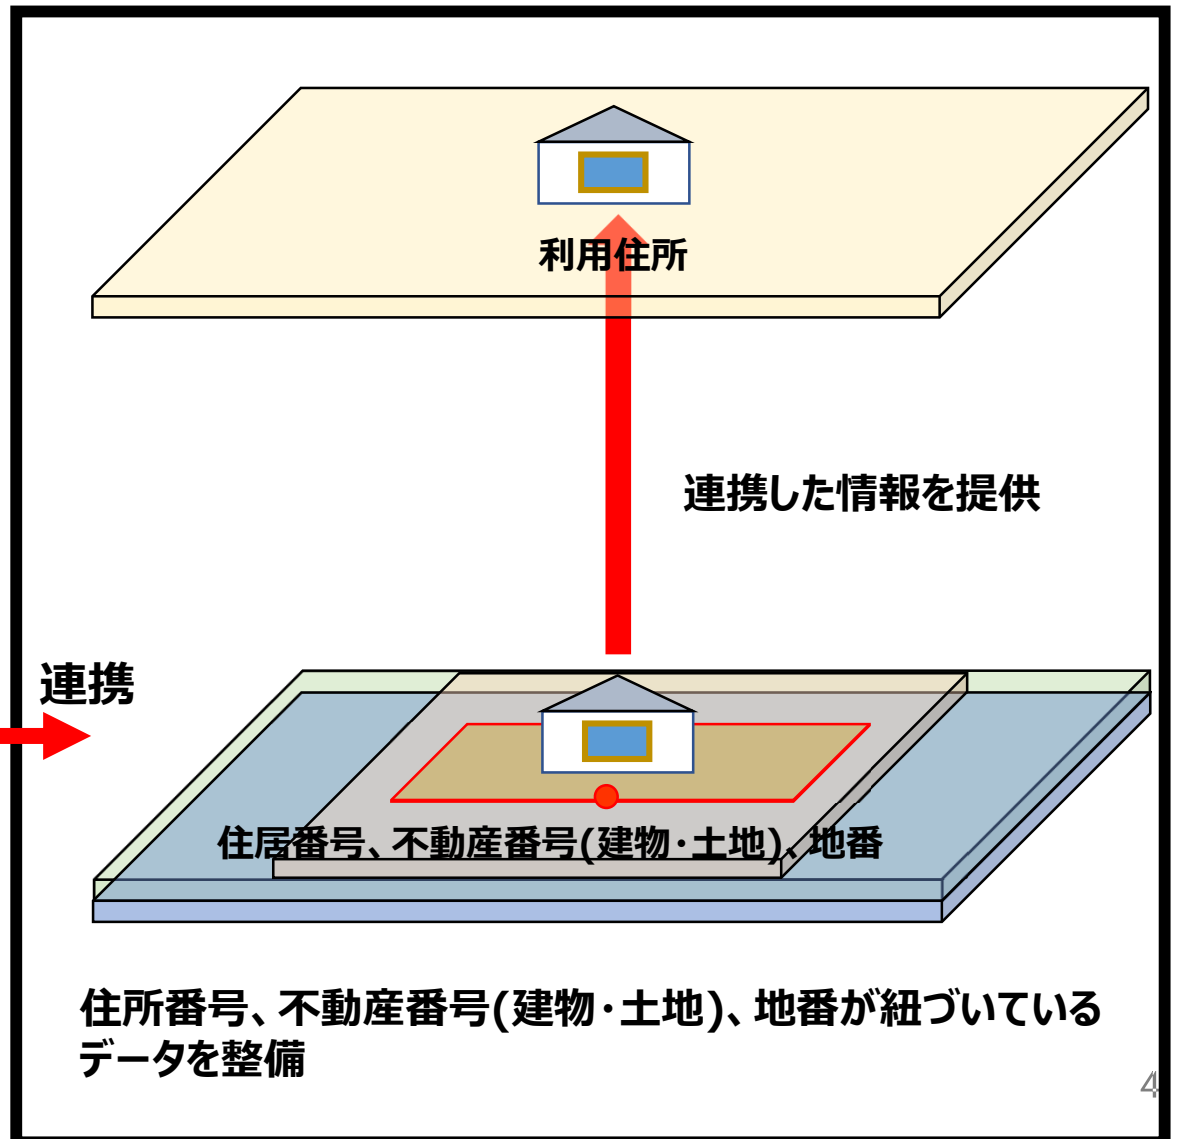 利用住所
連携した情報を提供
連携
住居番号、不動産番号(建物・土地)、地番
住所番号、不動産番号(建物・土地)、地番が紐づいている
データを整備
4